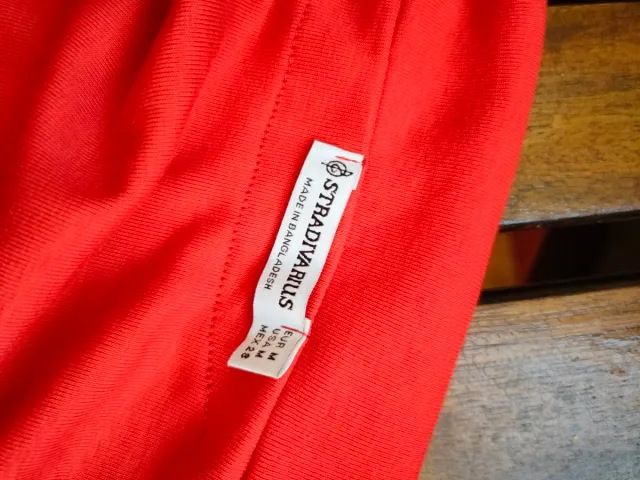 STRADIVARIUS
MADE IN BANGLADESH
EUR M
USA M
MEX 28